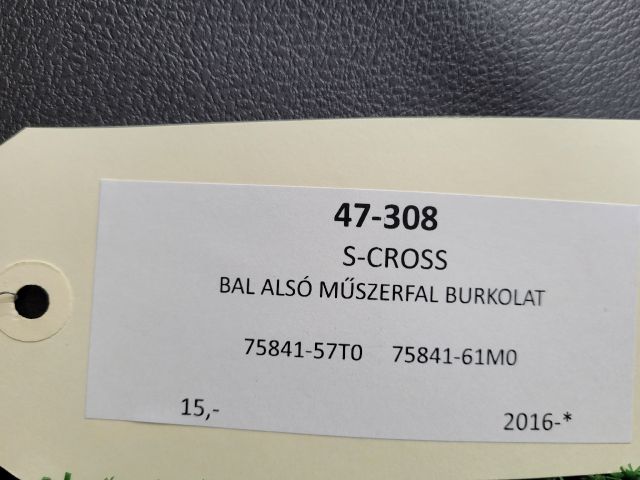 47-308
S-CROSS
BAL ALSÓ MŰSZERFAL BURKOLAT
75841-57T0 75841-61M0
15,- 2016-*